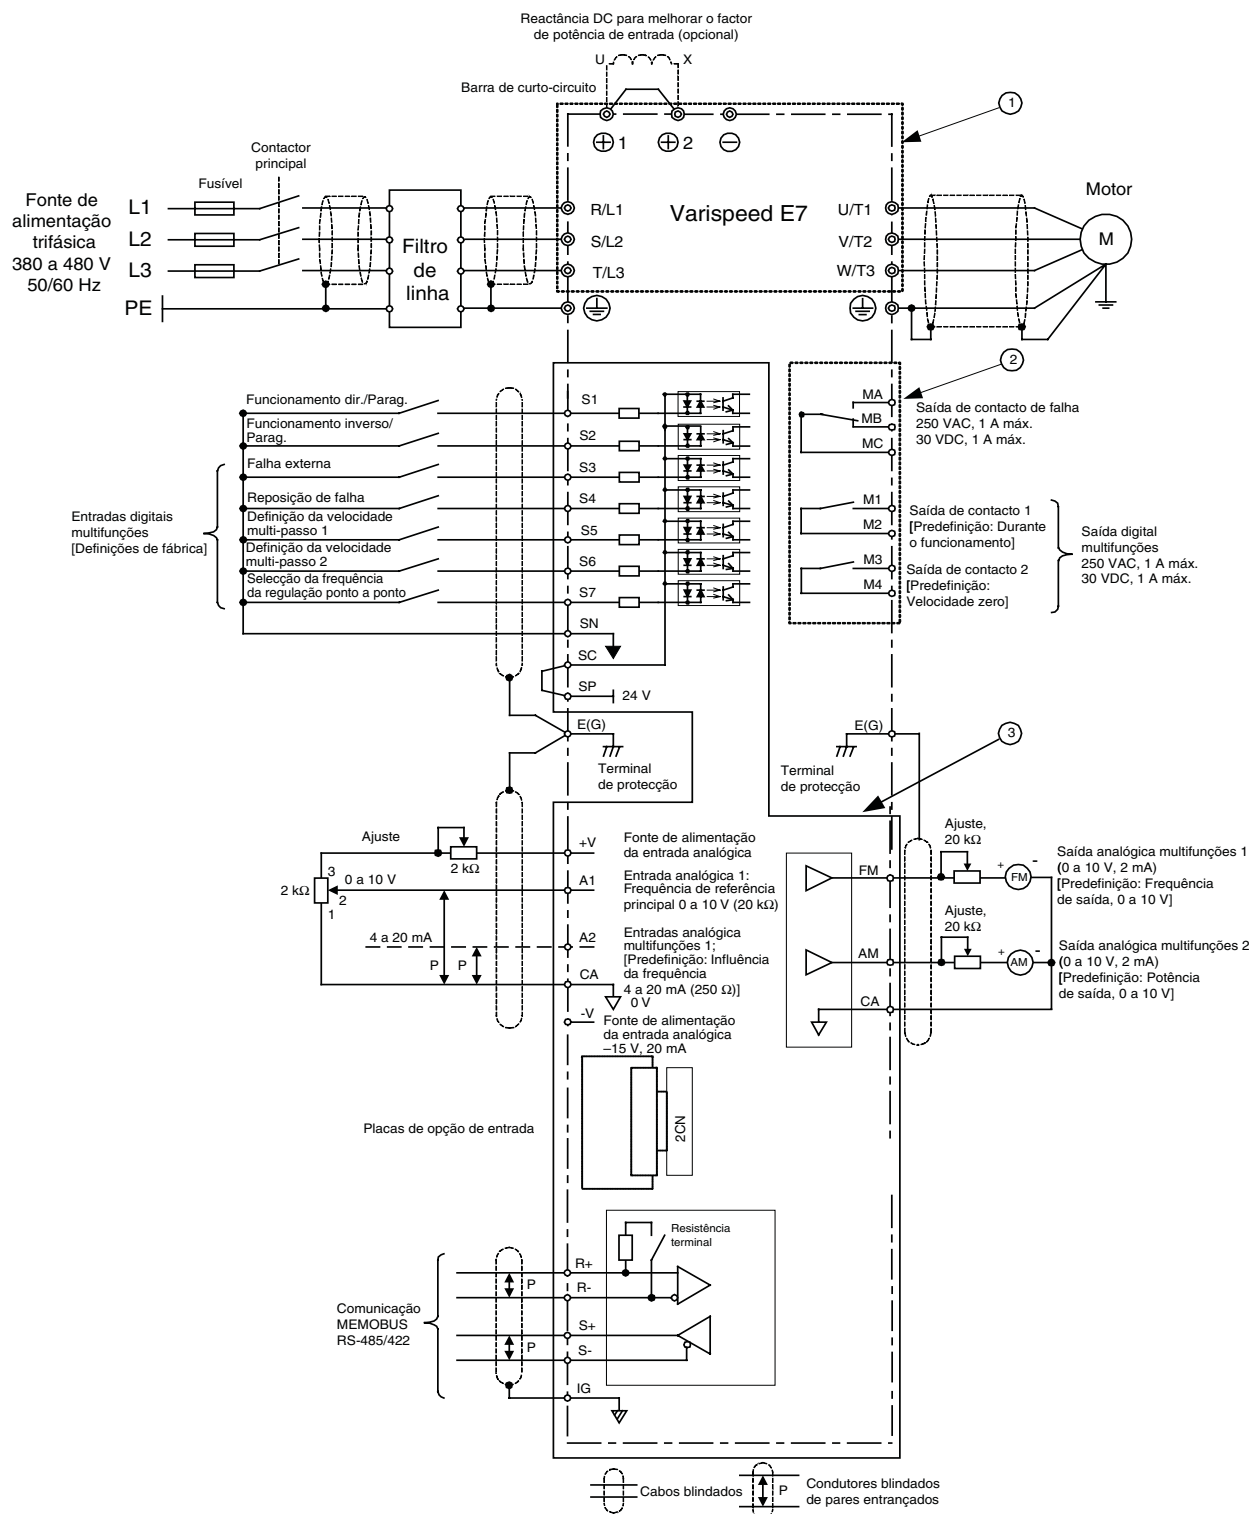 Reactância DC para melhorar o factor
de potência de entrada (opcional)
U
X
Barra de curto-circuito
1
1
2
Contactor
principal
Fusível
Fonte de
alimentação
trifásica
380 a 480 V
50/60 Hz
L1
L2
L3
PE
Filtro
de
linha
R/L1
S/L2
T/L3
Varispeed E7
U/T1
V/T2
W/T3
Motor
M
2
Funcionamento dir./Parag.
S1
Funcionamento inverso/
Parag.
S2
Falha externa
S3
Reposição de falha
S4
Definição da velocidade
multi-passo 1
S5
Definição da velocidade
multi-passo 2
S6
Selecção da frequência
da regulação ponto a ponto
S7
Entradas digitais
multifunções
[Definições de fábrica]
SN
SC
SP
24 V
E(G)
Terminal
de protecção
MA
MB
MC
Saída de contacto de falha
250 VAC, 1 A máx.
30 VDC, 1 A máx.
M1
M2
Saída de contacto 1
[Predefinição: Durante
o funcionamento]
M3
M4
Saída de contacto 2
[Predefinição:
Velocidade zero]
Saída digital
multifunções
250 VAC, 1 A máx.
30 VDC, 1 A máx.
E(G)
Terminal
de protecção
3
Ajuste
2 kΩ
2 kΩ
3
2
1
0 a 10 V
4 a 20 mA
P
P
+V
Fonte de alimentação
da entrada analógica
A1
Entrada analógica 1:
Frequência de referência
principal 0 a 10 V (20 kΩ)
A2
Entradas analógica
multifunções 1;
[Predefinição: Influência
da frequência
4 a 20 mA (250 Ω)]
CA
0 V
-V
Fonte de alimentação
da entrada analógica
–15 V, 20 mA
FM
Ajuste,
20 kΩ
+
FM
-
Saída analógica multifunções 1
(0 a 10 V, 2 mA)
[Predefinição: Frequência
de saída, 0 a 10 V]
AM
Ajuste,
20 kΩ
+
AM
-
Saída analógica multifunções 2
(0 a 10 V, 2 mA)
[Predefinição: Potência
de saída, 0 a 10 V]
CA
Placas de opção de entrada
2CN
Resistência
terminal
Comunicação
MEMOBUS
RS-485/422
P
P
R+
R-
S+
S-
IG
Cabos blindados
P
Condutores blindados
de pares entrançados